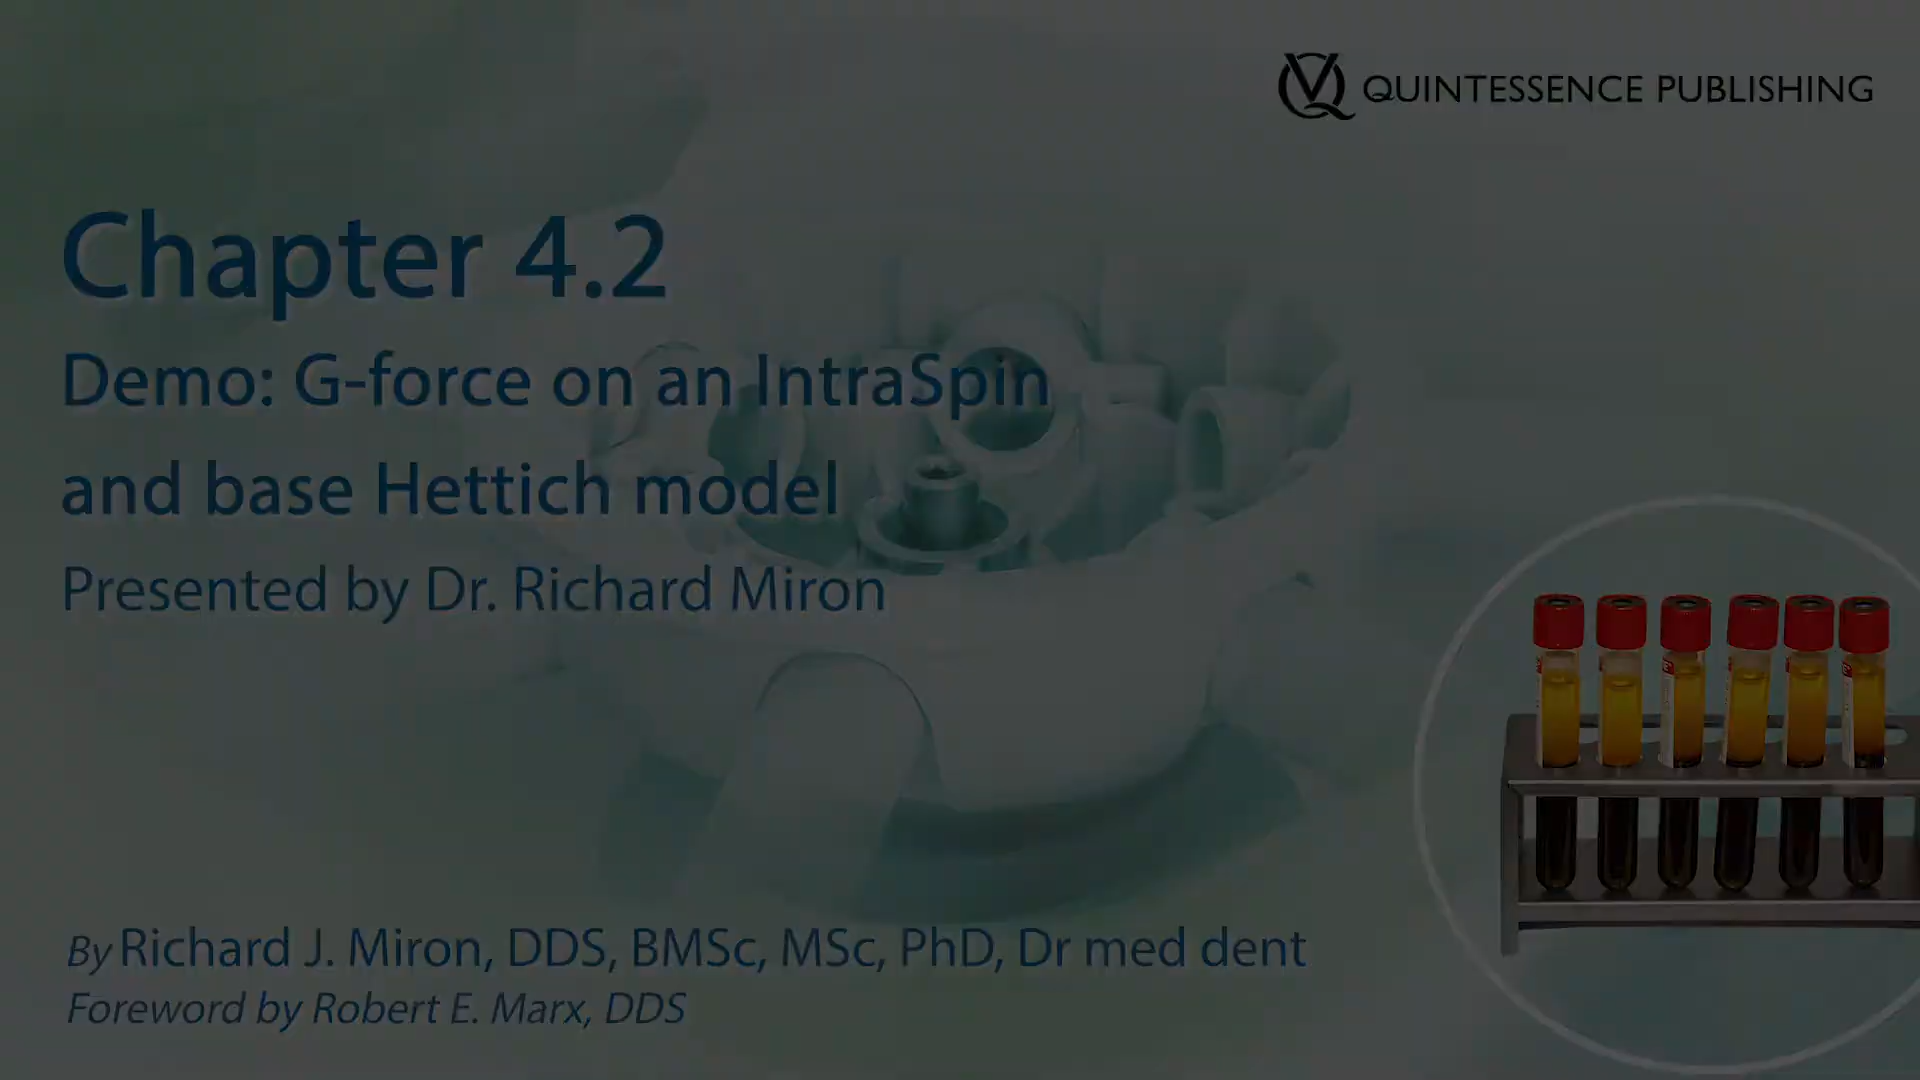 QUINTESSENCE PUBLISHING
Chapter 4.2
Demo: G-force on an IntraSpin
and base Hettich model
Presented by Dr. Richard Miron
By Richard J. Miron, DDS, BMSc, MSc, PhD, Dr med dent
Foreword by Robert E. Marx, DDS